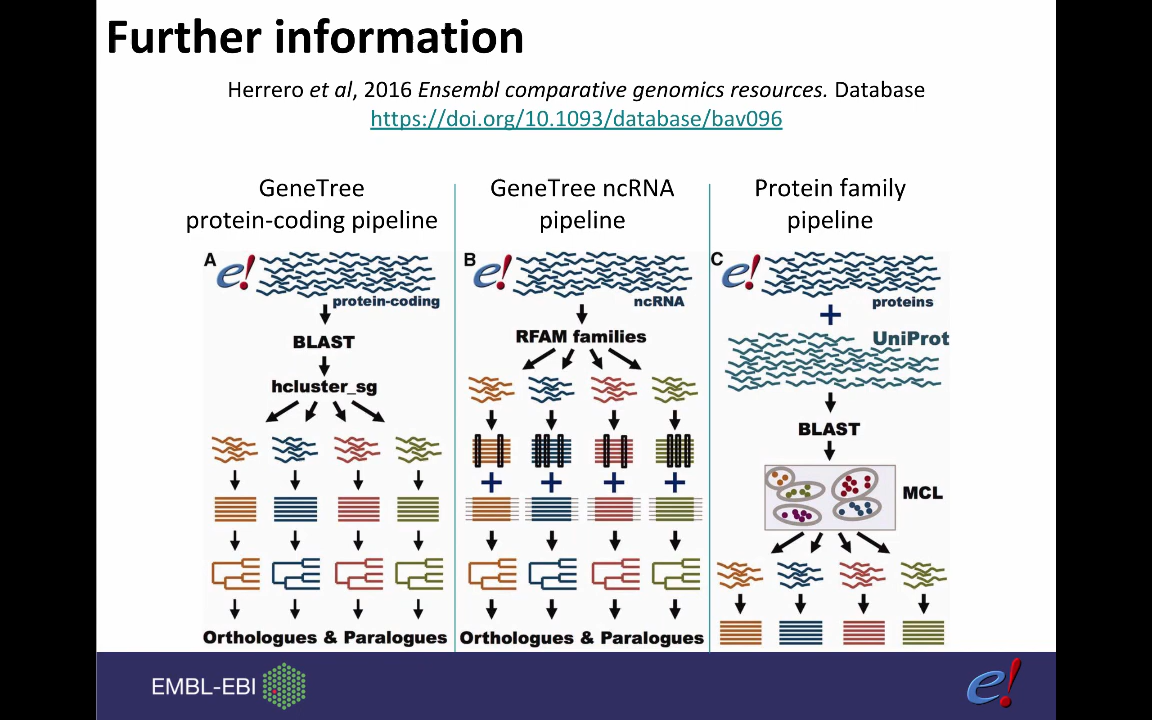 Further information
Herrero et al, 2016 Ensembl comparative genomics resources. Database
https://doi.org/10.1093/database/bav096
GeneTree
protein-coding pipeline
GeneTree ncRNA
pipeline
Protein family
pipeline
A
e!
protein-coding
BLAST
hcluster_sg
Orthologues & Paralogues
B
e!
ncRNA
RFAM families
+ + + +
Orthologues & Paralogues
C
e!
proteins
+
UniProt
BLAST
MCL
EMBL-EBI
e!